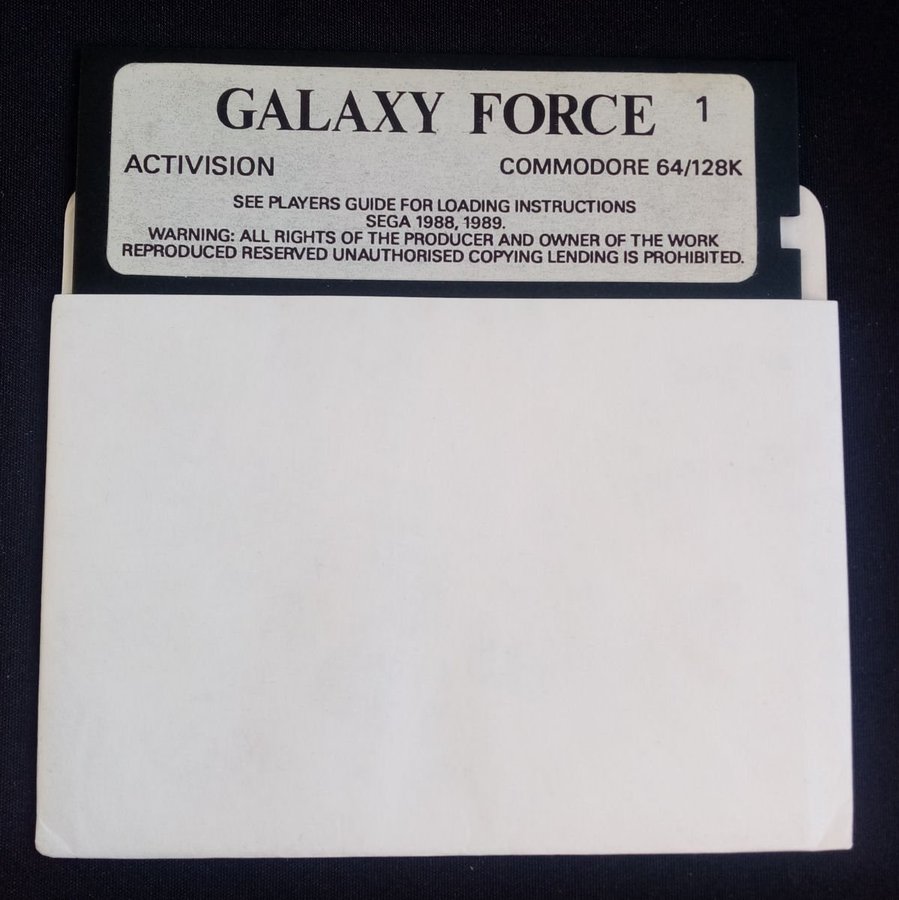 GALAXY FORCE 1
ACTIVISION COMMODORE 64/128K
SEE PLAYERS GUIDE FOR LOADING INSTRUCTIONS
SEGA 1988, 1989.
WARNING: ALL RIGHTS OF THE PRODUCER AND OWNER OF THE WORK
REPRODUCED RESERVED UNAUTHORISED COPYING LENDING IS PROHIBITED.